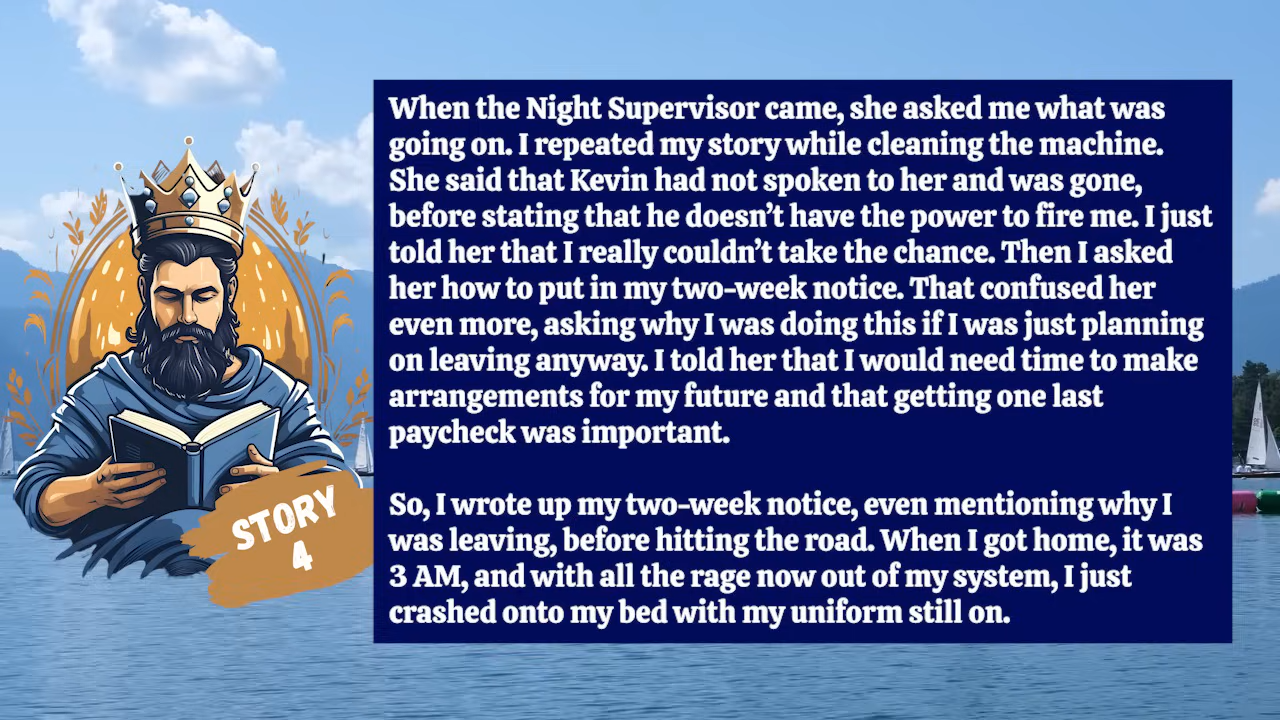 When the Night Supervisor came, she asked me what was
going on. I repeated my story while cleaning the machine.
She said that Kevin had not spoken to her and was gone,
before stating that he doesn’t have the power to fire me. I just
told her that I really couldn’t take the chance. Then I asked
her how to put in my two-week notice. That confused her
even more, asking why I was doing this if I was just planning
on leaving anyway. I told her that I would need time to make
arrangements for my future and that getting one last
paycheck was important.
So, I wrote up my two-week notice, even mentioning why I
was leaving, before hitting the road. When I got home, it was
3 AM, and with all the rage now out of my system, I just
crashed onto my bed with my uniform still on.
STORY
4